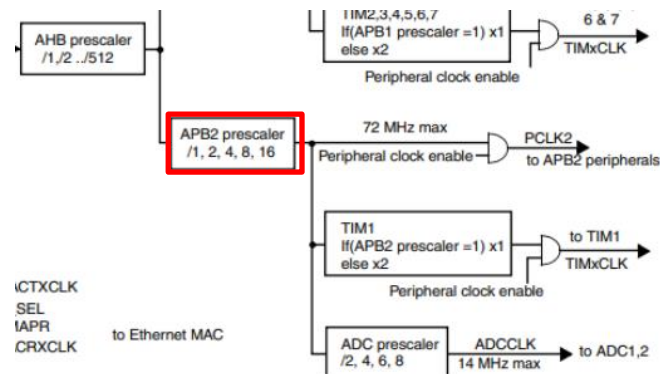 TIM2,3,4,5,6,7
If(APB1 prescaler =1) x1
else x2
6 & 7
TIMxCLK
Peripheral clock enable
AHB prescaler
/1,/2 ../512
APB2 prescaler
/1, 2, 4, 8, 16
72 MHz max
Peripheral clock enable
PCLK2
to APB2 peripherals
TIM1
If(APB2 prescaler =1) x1
else x2
to TIM1
TIMxCLK
Peripheral clock enable
ACTXCLK
SEL
MAPR
CRXCLK
to Ethernet MAC
ADC prescaler
/2, 4, 6, 8
ADCCLK
14 MHz max
to ADC1,2